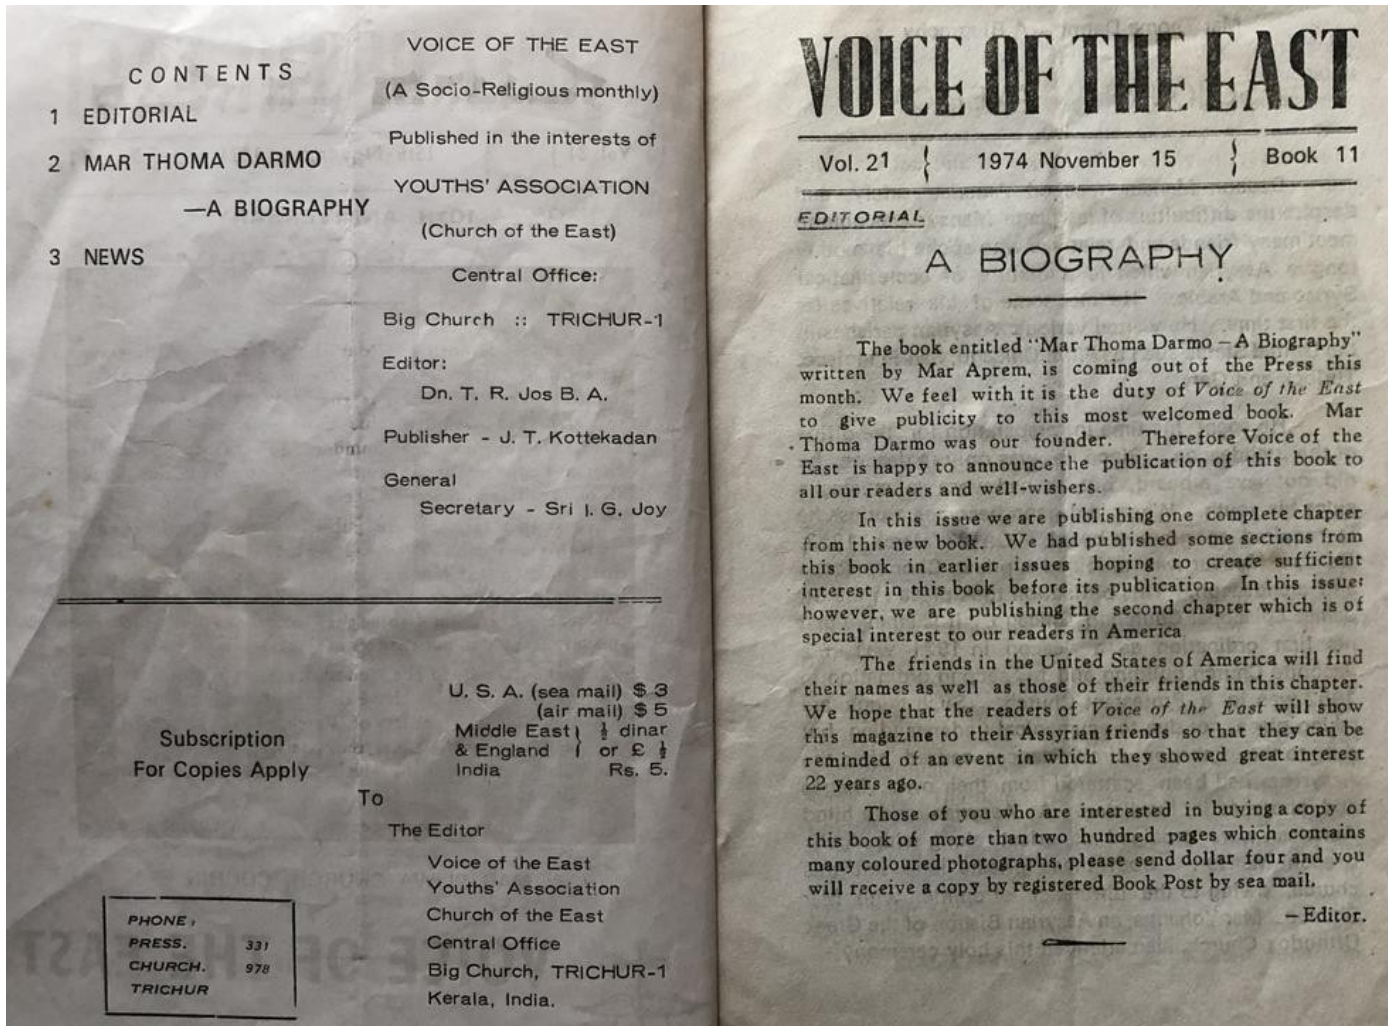 CONTENTS
1 EDITORIAL
2 MAR THOMA DARMO
—A BIOGRAPHY
3 NEWS
VOICE OF THE EAST
(A Socio-Religious monthly)
Published in the interests of
YOUTHS' ASSOCIATION
(Church of the East)
Central Office:
Big Church :: TRICHUR-1
Editor:
Dn. T. R. Jos B. A.
Publisher - J. T. Kottekadan
General
Secretary - Sri I. G. Joy
Subscription
For Copies Apply
U. S. A. (sea mail) $ 3
(air mail) $ 5
Middle East } ½ dinar
& England } or £ ½
India Rs. 5.
To
The Editor
Voice of the East
Youths' Association
Church of the East
Central Office
Big Church, TRICHUR-1
Kerala, India.
PHONE:
PRESS. 331
CHURCH. 978
TRICHUR
VOICE OF THE EAST
Vol. 21 { 1974 November 15 } Book 11
EDITORIAL
A BIOGRAPHY
The book entitled "Mar Thoma Darmo – A Biography"
written by Mar Aprem, is coming out of the Press this
month. We feel with it is the duty of Voice of the East
to give publicity to this most welcomed book. Mar
Thoma Darmo was our founder. Therefore Voice of the
East is happy to announce the publication of this book to
all our readers and well-wishers.
In this issue we are publishing one complete chapter
from this new book. We had published some sections from
this book in earlier issues hoping to create sufficient
interest in this book before its publication In this issue:
however, we are publishing the second chapter which is of
special interest to our readers in America
The friends in the United States of America will find
their names as well as those of their friends in this chapter.
We hope that the readers of Voice of the East will show
this magazine to their Assyrian friends so that they can be
reminded of an event in which they showed great interest
22 years ago.
Those of you who are interested in buying a copy of
this book of more than two hundred pages which contains
many coloured photographs, please send dollar four and you
will receive a copy by registered Book Post by sea mail.
– Editor.